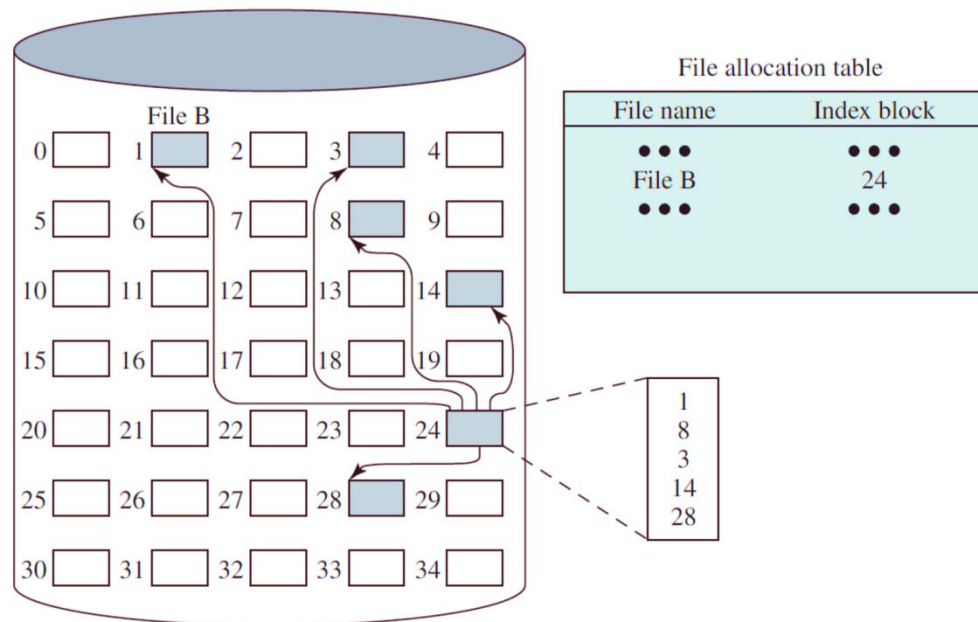 File allocation table
File name Index block
••• •••
File B 24
••• •••
File B
0 1 2 3 4
5 6 7 8 9
10 11 12 13 14
15 16 17 18 19
20 21 22 23 24
25 26 27 28 29
30 31 32 33 34
1
8
3
14
28